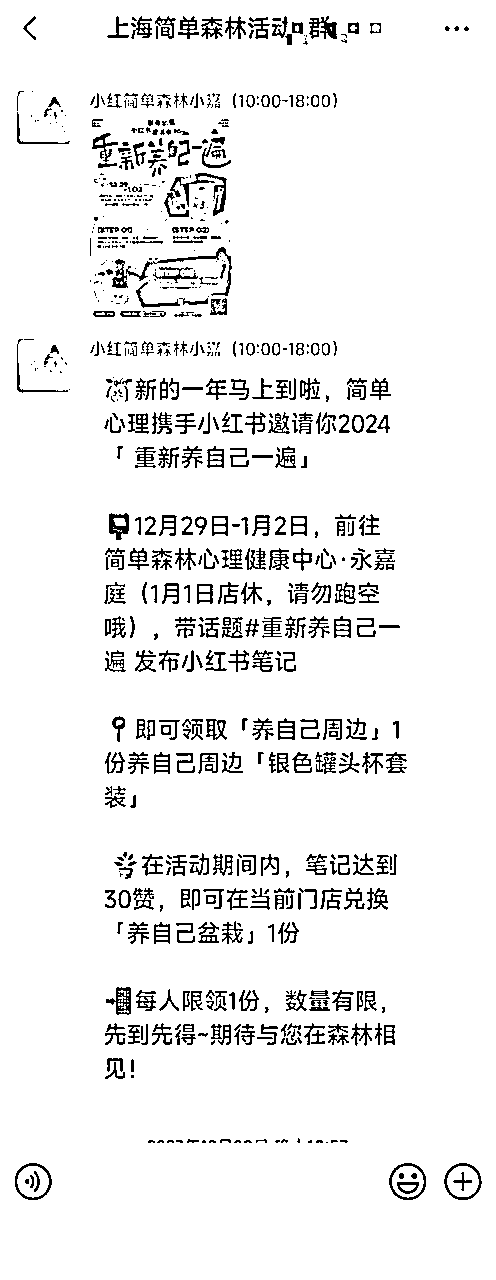 上海简单森林活动群
小红简单森林小嘉（10:00-18:00）
重新养自己一遍
小红简单森林小嘉（10:00-18:00）
新的一年马上到啦，简单
心理携手小红书邀请你2024
「 重新养自己一遍」
12月29日-1月2日，前往
简单森林心理健康中心·永嘉
庭（1月1日店休，请勿跑空
哦），带话题#重新养自己一
遍 发布小红书笔记
即可领取「养自己周边」1
份养自己周边「银色罐头杯套
装」
在活动期间内，笔记达到
30赞，即可在当前门店兑换
「养自己盆栽」1份
每人限领1份，数量有限，
先到先得~期待与您在森林相
见！